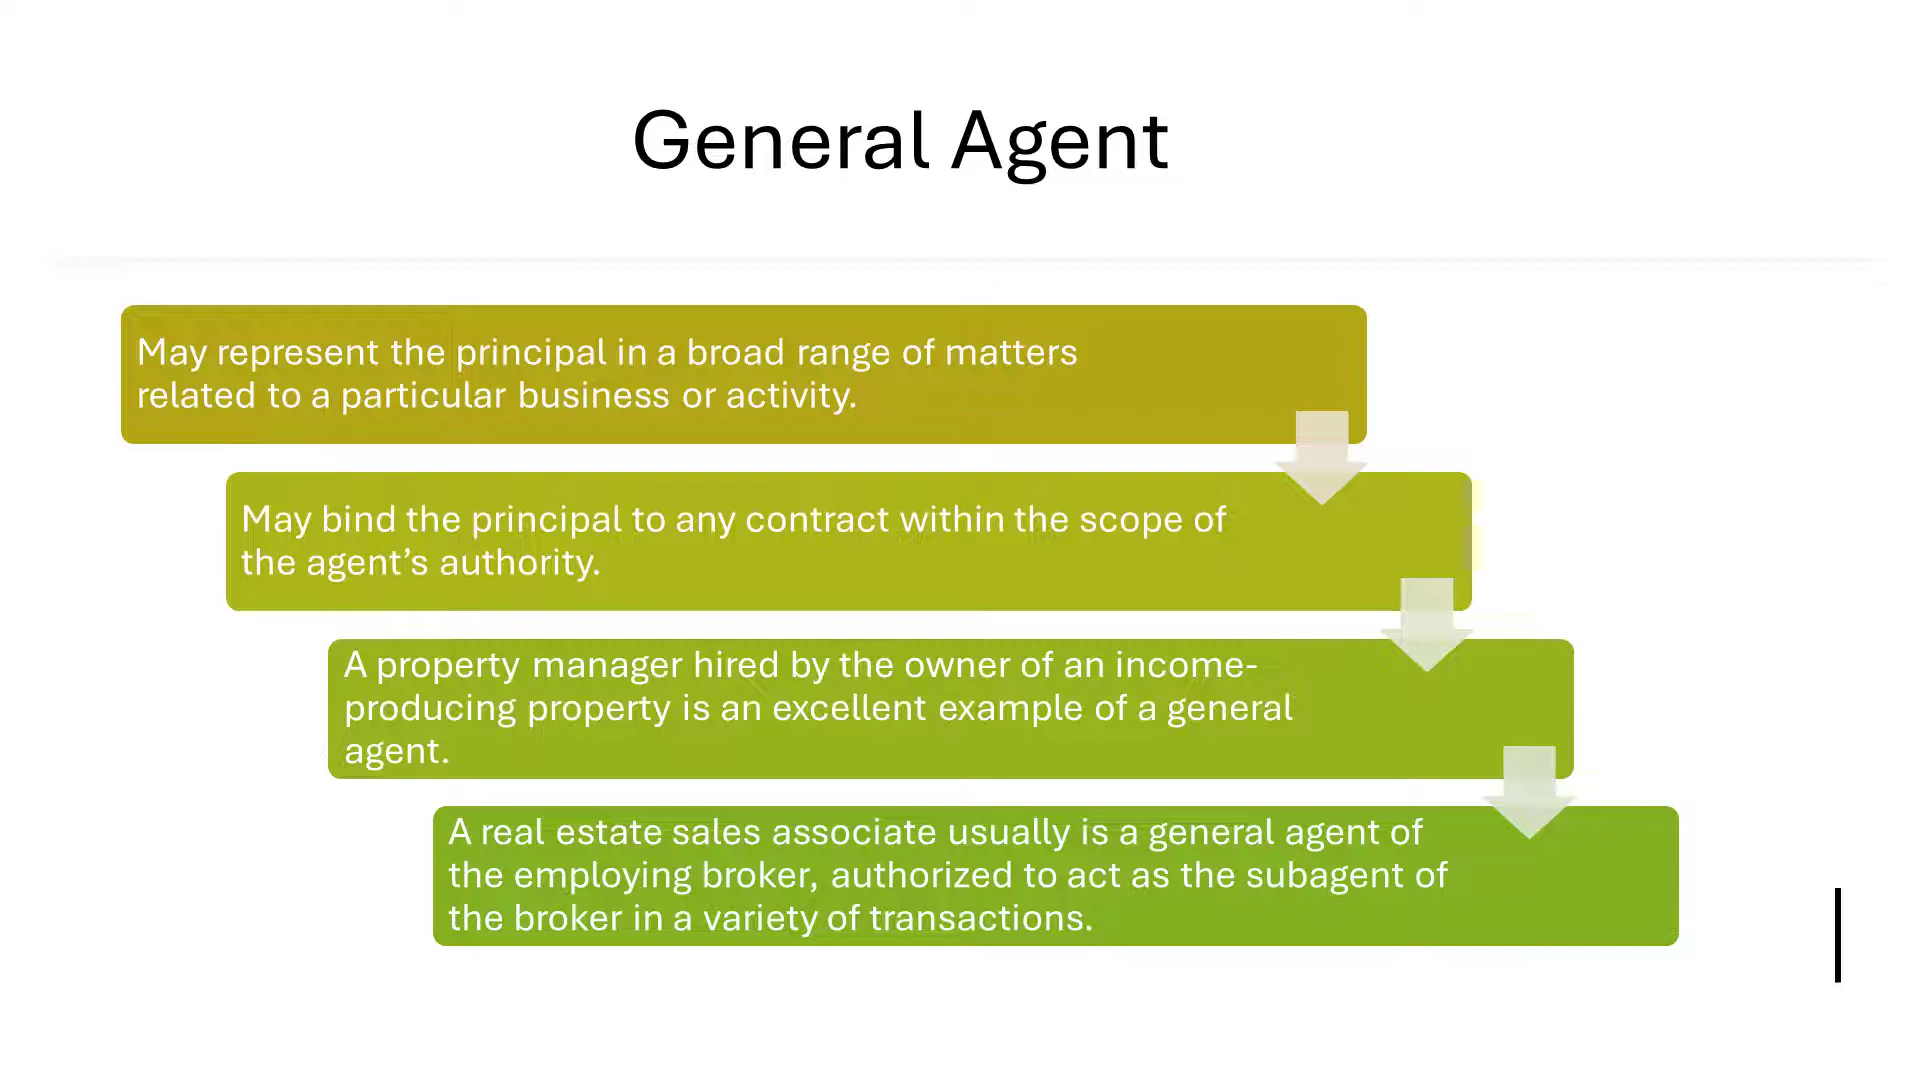 General Agent
May represent the principal in a broad range of matters
related to a particular business or activity.
May bind the principal to any contract within the scope of
the agent’s authority.
A property manager hired by the owner of an income-
producing property is an excellent example of a general
agent.
A real estate sales associate usually is a general agent of
the employing broker, authorized to act as the subagent of
the broker in a variety of transactions.